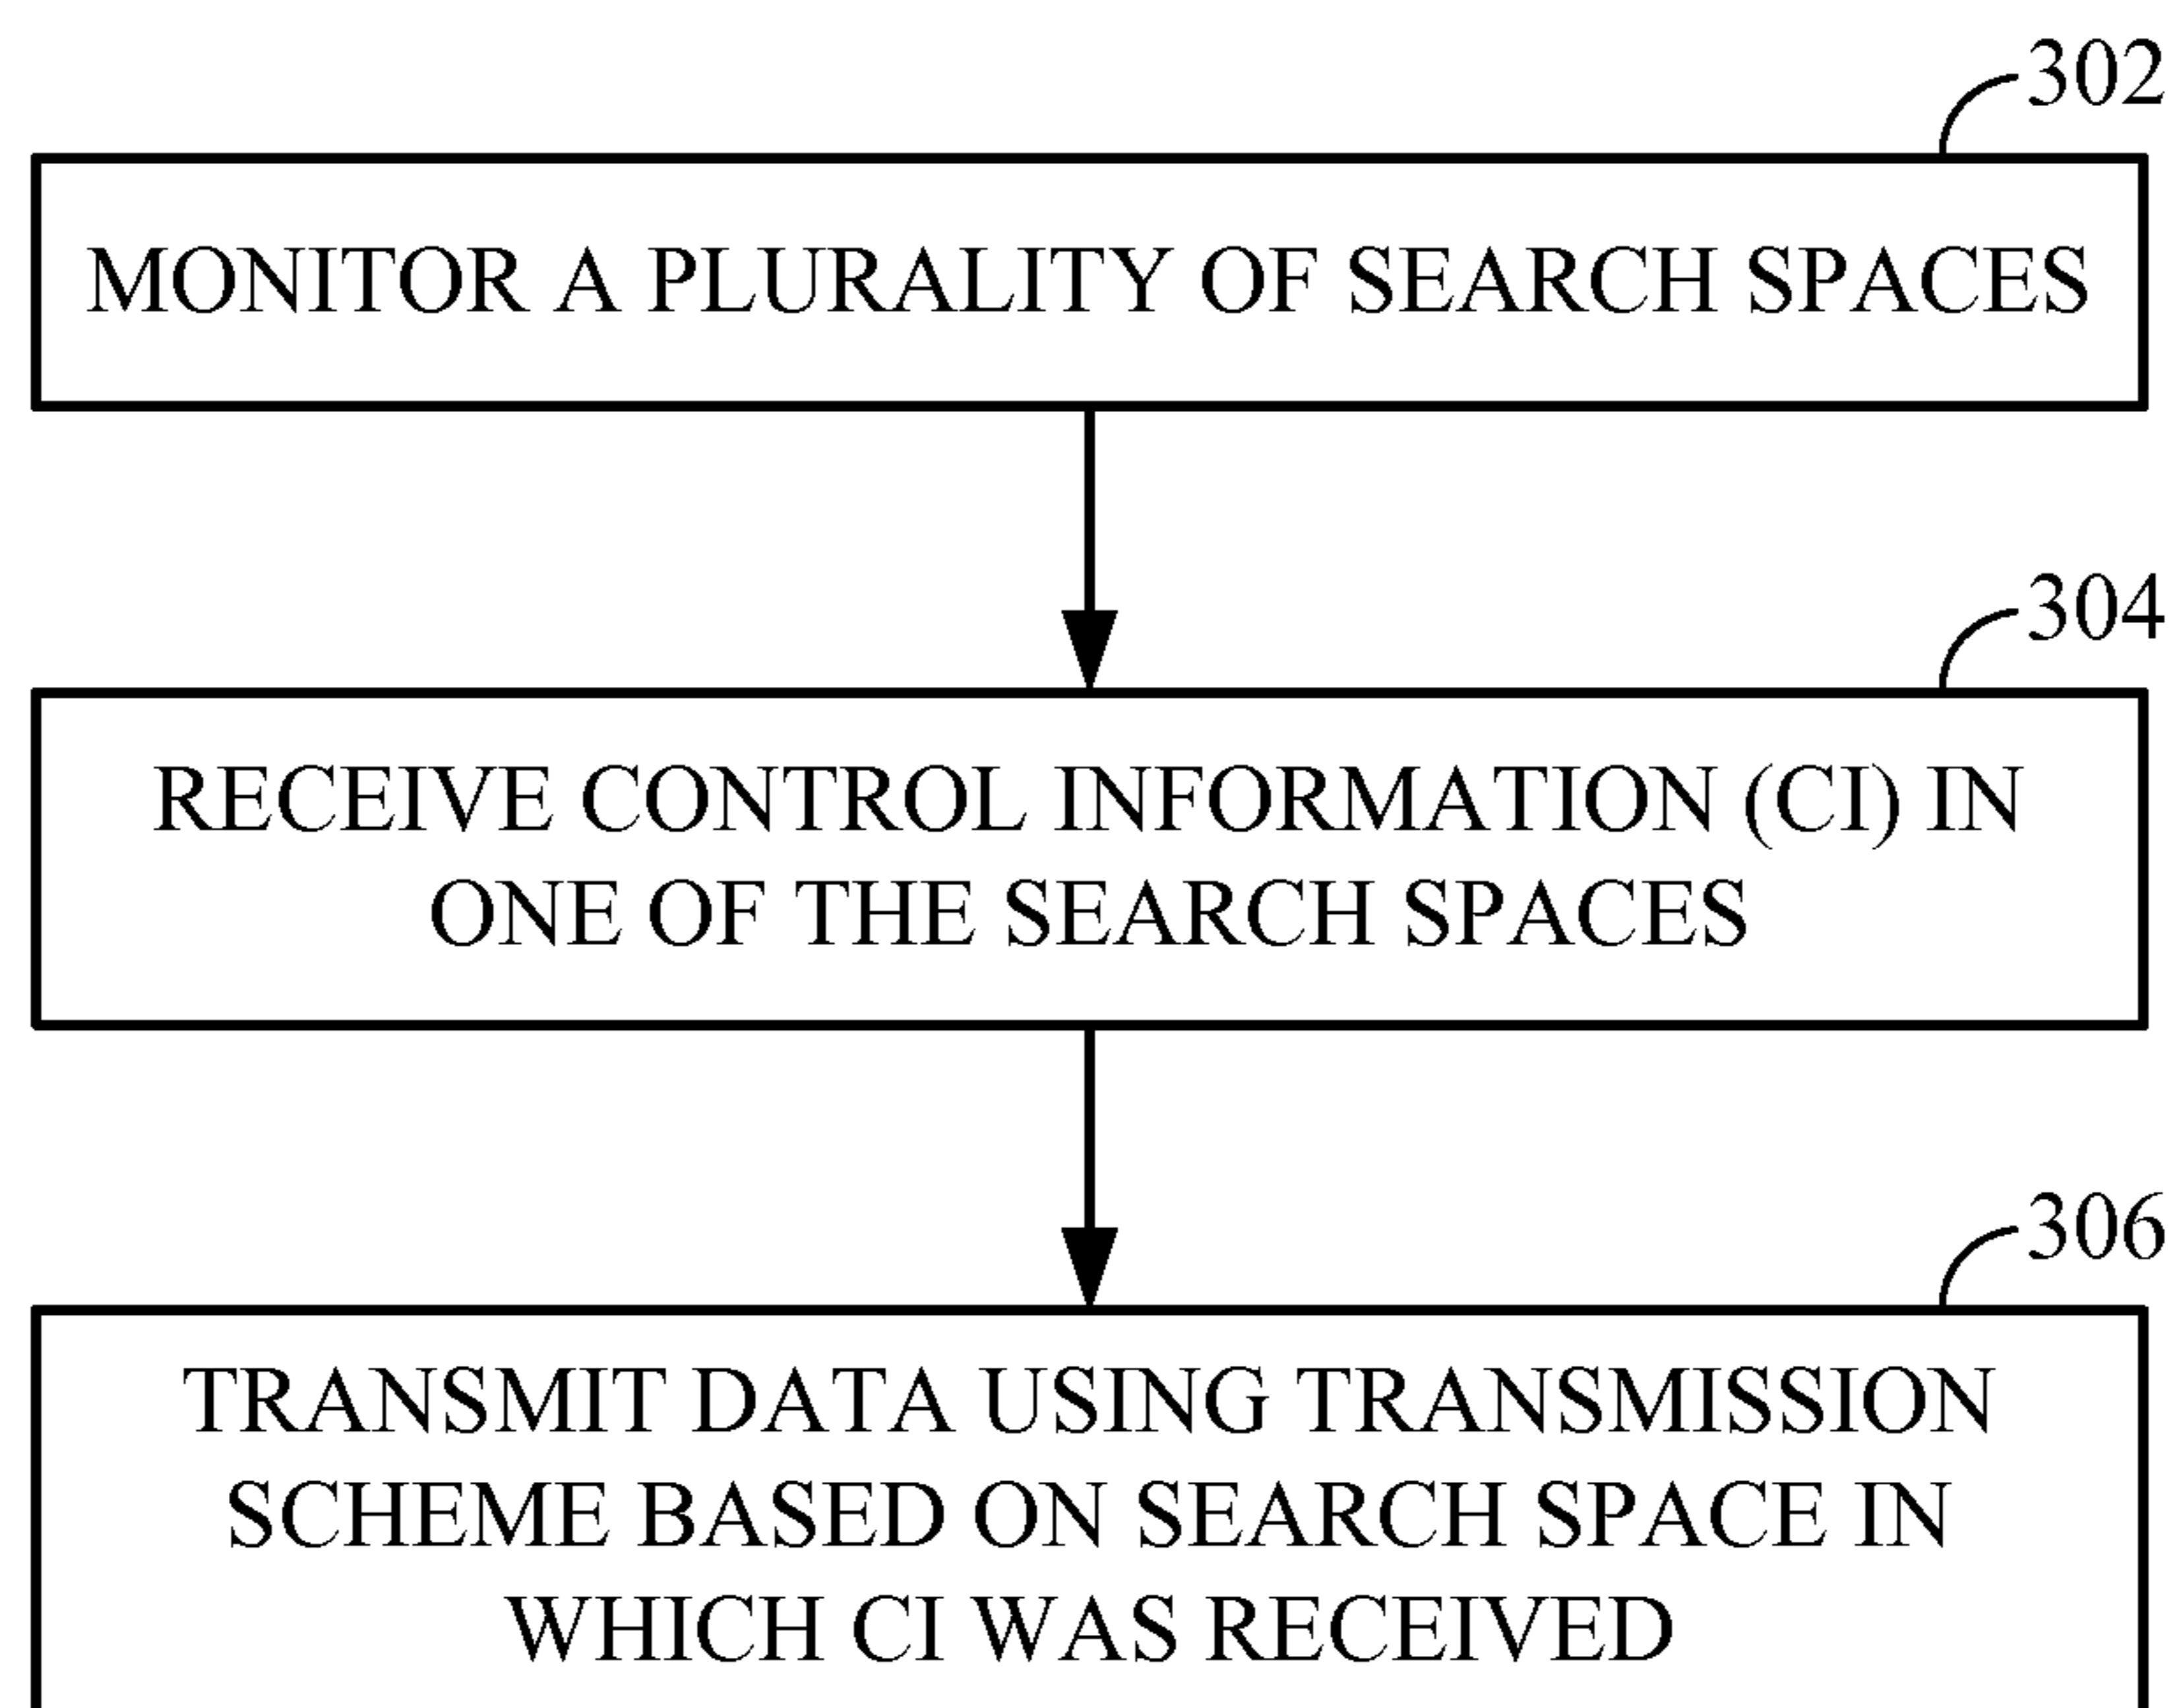 302
MONITOR A PLURALITY OF SEARCH SPACES
304
RECEIVE CONTROL INFORMATION (CI) IN
ONE OF THE SEARCH SPACES
306
TRANSMIT DATA USING TRANSMISSION
SCHEME BASED ON SEARCH SPACE IN
WHICH CI WAS RECEIVED